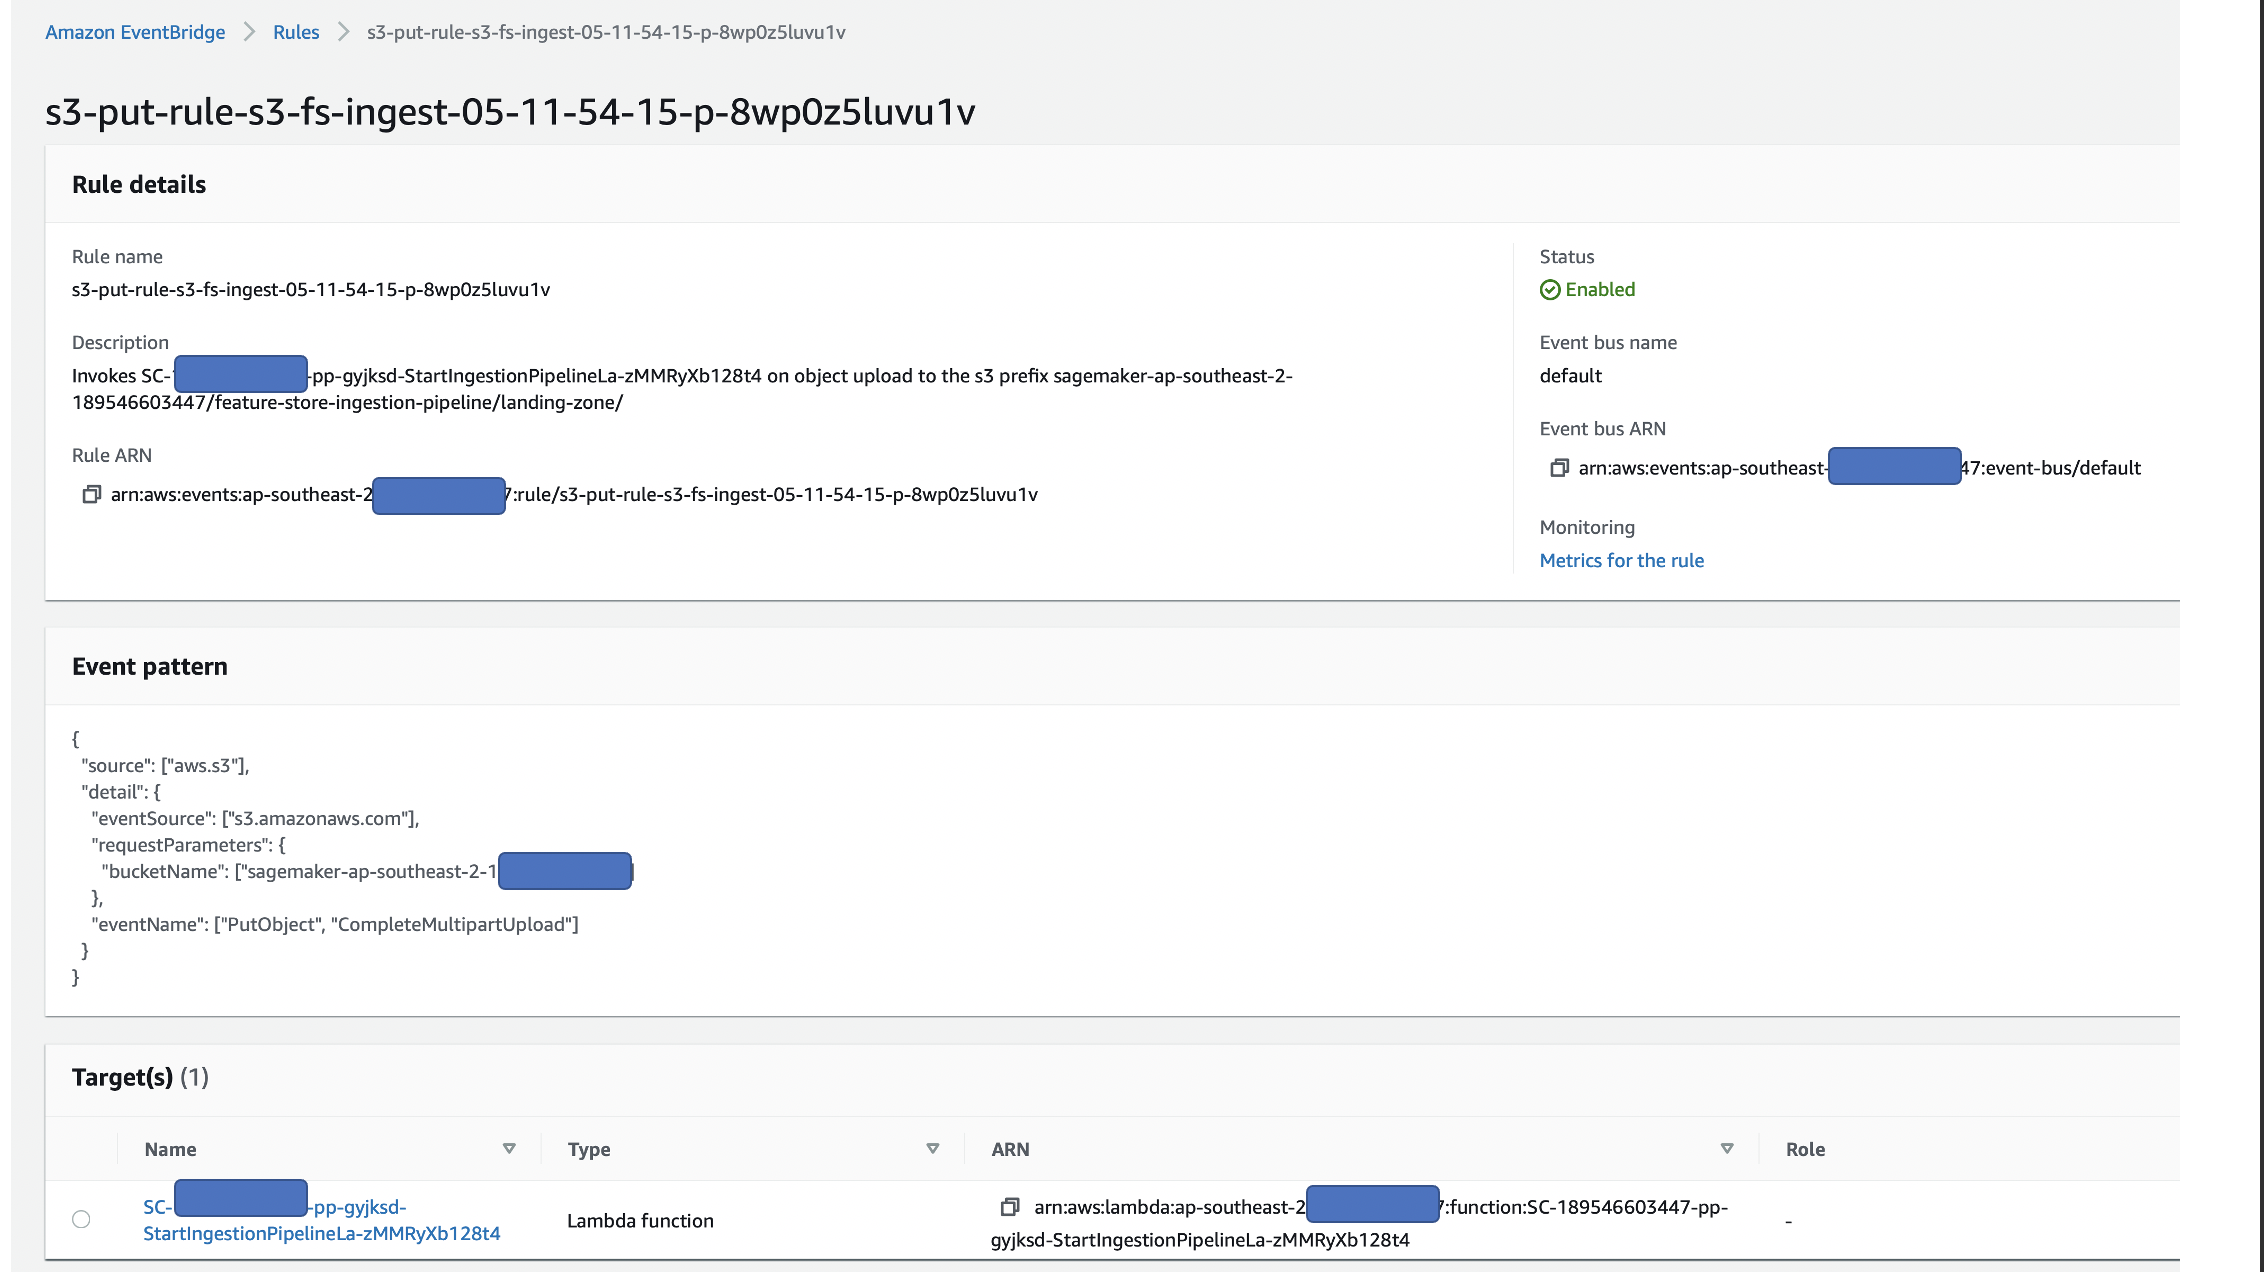 Amazon EventBridge > Rules > s3-put-rule-s3-fs-ingest-05-11-54-15-p-8wp0z5luvu1v
s3-put-rule-s3-fs-ingest-05-11-54-15-p-8wp0z5luvu1v
Rule details
Rule name
s3-put-rule-s3-fs-ingest-05-11-54-15-p-8wp0z5luvu1v
Description
Invokes SC- -pp-gyjksd-StartIngestionPipelineLa-zMMRyXb128t4 on object upload to the s3 prefix sagemaker-ap-southeast-2-
189546603447/feature-store-ingestion-pipeline/landing-zone/
Rule ARN
arn:aws:events:ap-southeast-2 7:rule/s3-put-rule-s3-fs-ingest-05-11-54-15-p-8wp0z5luvu1v
Status
Enabled
Event bus name
default
Event bus ARN
arn:aws:events:ap-southeast- 47:event-bus/default
Monitoring
Metrics for the rule
Event pattern
{
"source": ["aws.s3"],
"detail": {
"eventSource": ["s3.amazonaws.com"],
"requestParameters": {
"bucketName": ["sagemaker-ap-southeast-2-1
},
"eventName": ["PutObject", "CompleteMultipartUpload"]
}
}
Target(s) (1)
Name Type ARN Role
SC- -pp-gyjksd-
StartIngestionPipelineLa-zMMRyXb128t4
Lambda function
arn:aws:lambda:ap-southeast-2 7:function:SC-189546603447-pp-
gyjksd-StartIngestionPipelineLa-zMMRyXb128t4
-